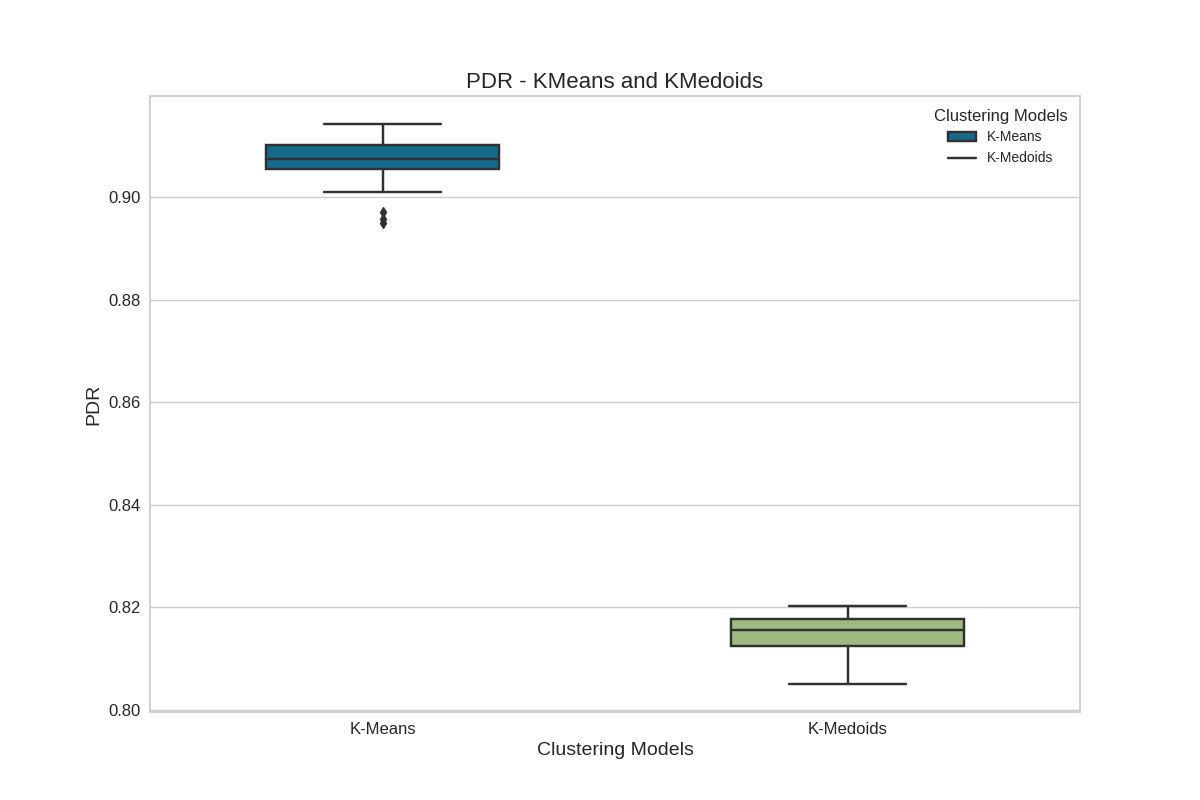 PDR - KMeans and KMedoids
Clustering Models
K-Means
K-Medoids
0.90
0.88
0.86
0.84
0.82
0.80
PDR
K-Means
K-Medoids
Clustering Models